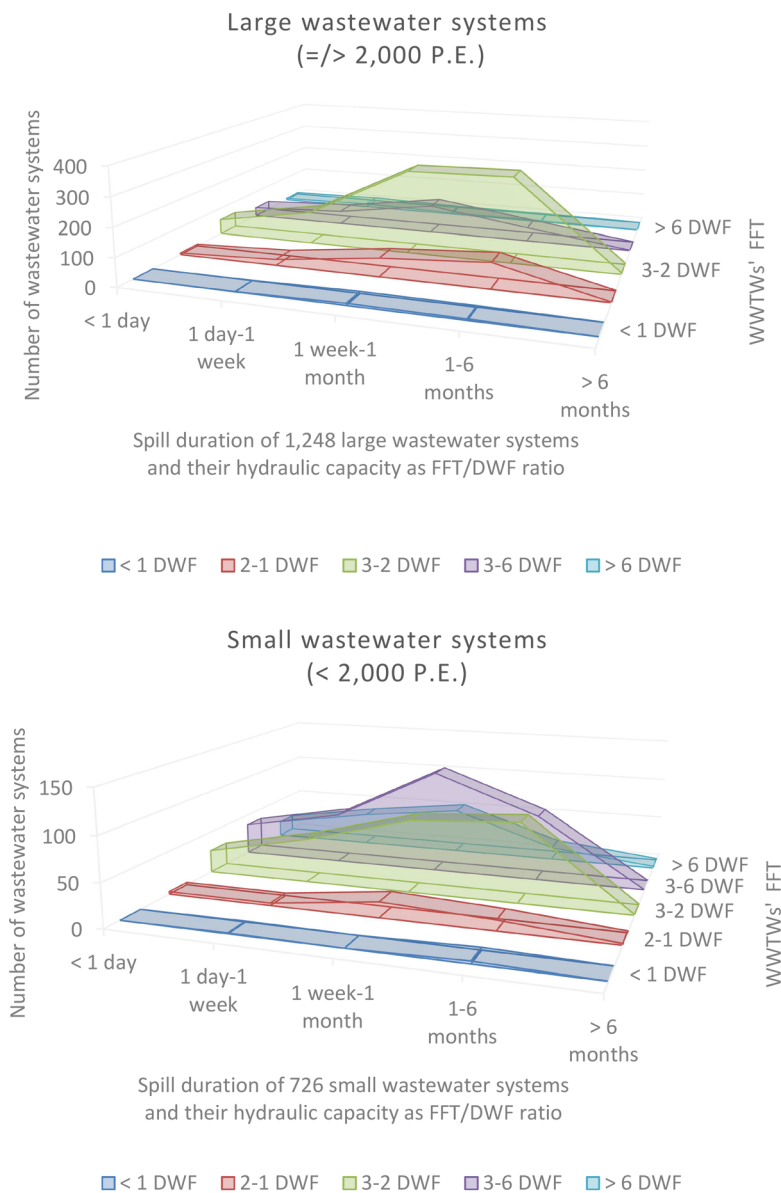 Large wastewater systems
(=/> 2,000 P.E.)
Number of wastewater systems
400
300
200
100
0
< 1 day
1 day-1
week
1 week-1
month
1-6
months
> 6
months
> 6 DWF
3-2 DWF
< 1 DWF
WWTWs' FFT
Spill duration of 1,248 large wastewater systems
and their hydraulic capacity as FFT/DWF ratio
< 1 DWF 2-1 DWF 3-2 DWF 3-6 DWF > 6 DWF
Small wastewater systems
(< 2,000 P.E.)
Number of wastewater systems
150
100
50
0
< 1 day
1 day-1
week
1 week-1
month
1-6
months
> 6
months
> 6 DWF
3-6 DWF
3-2 DWF
2-1 DWF
< 1 DWF
WWTWs' FFT
Spill duration of 726 small wastewater systems
and their hydraulic capacity as FFT/DWF ratio
< 1 DWF 2-1 DWF 3-2 DWF 3-6 DWF > 6 DWF